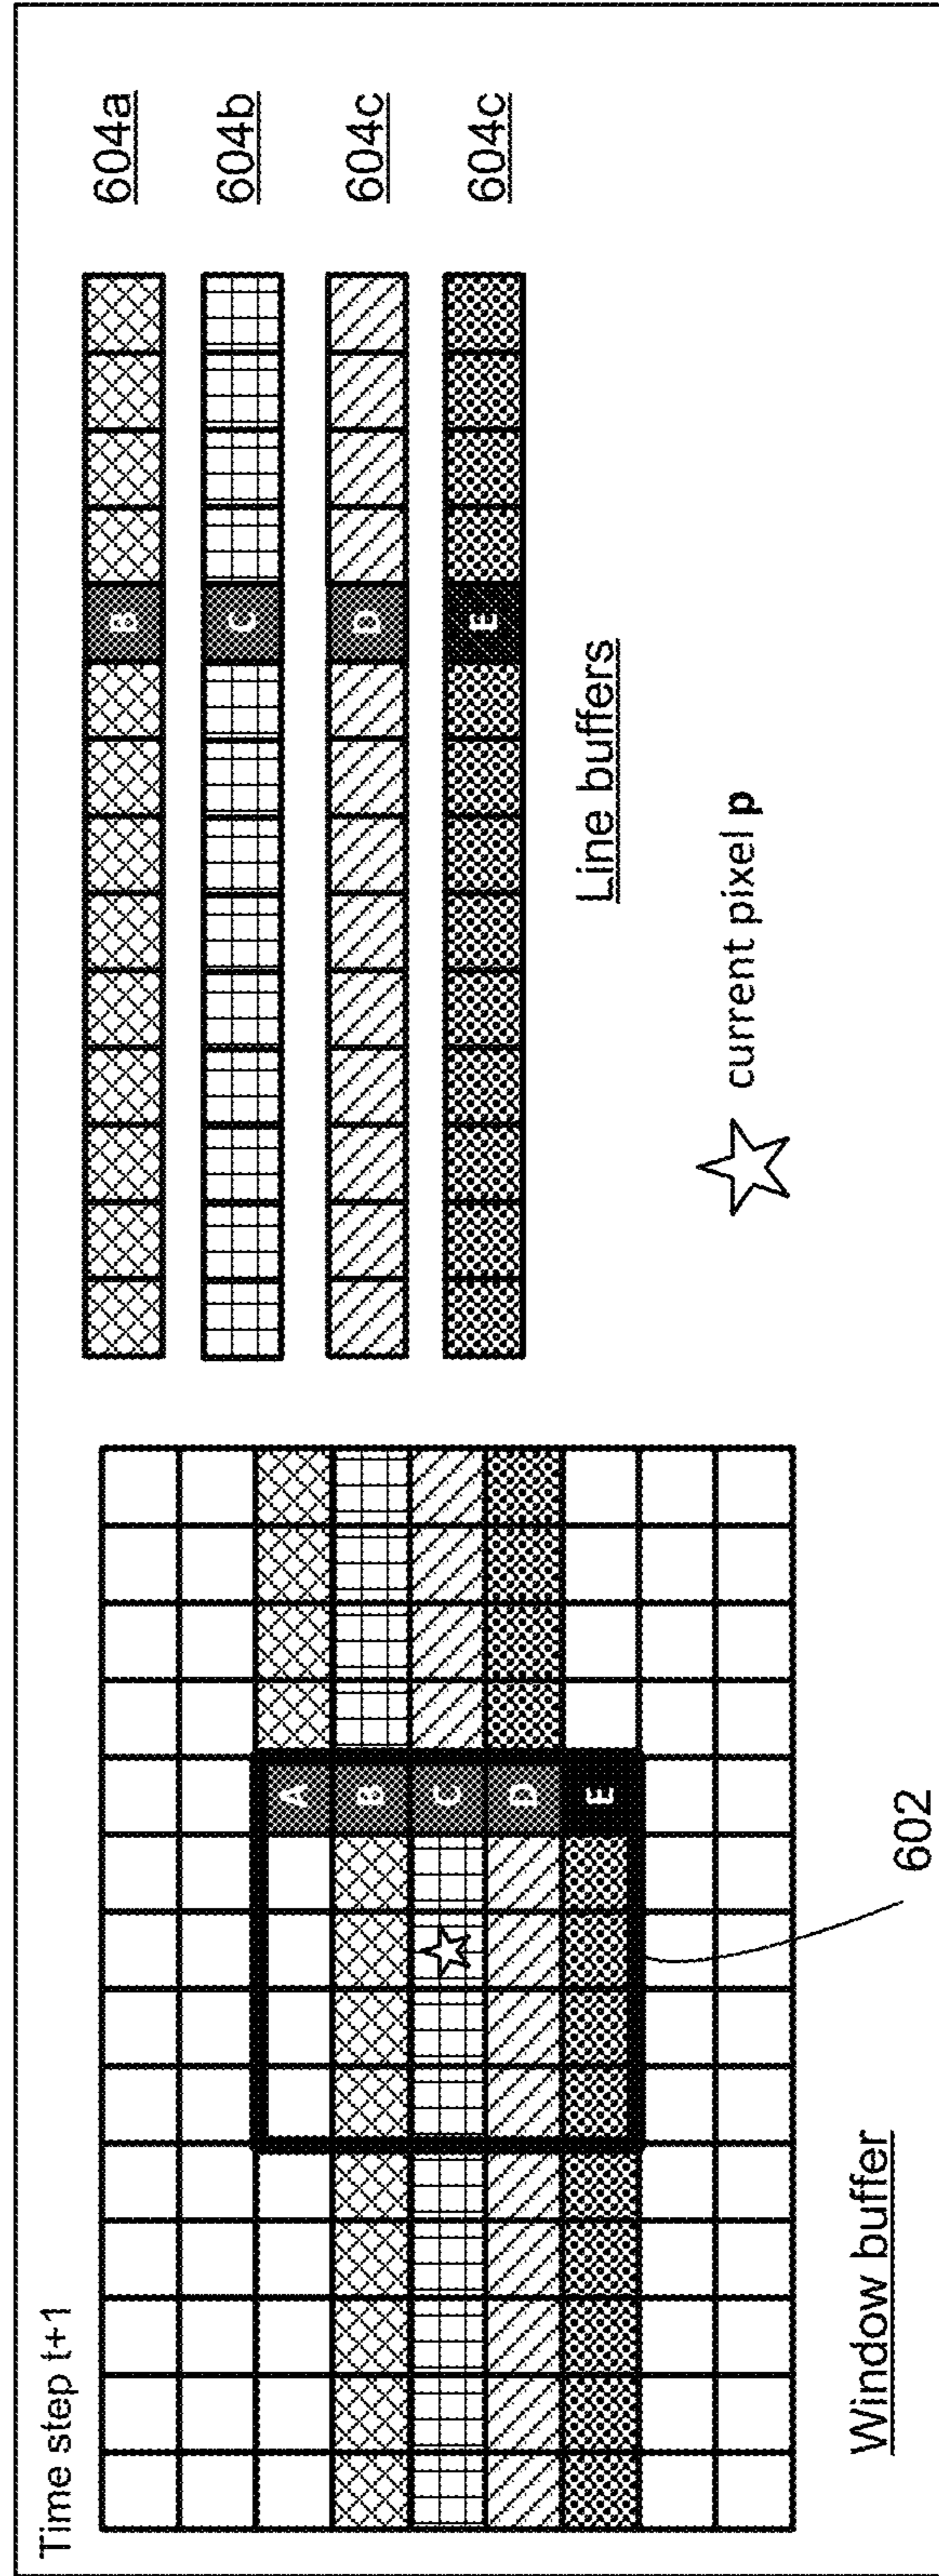 Time step t+1
A
B
C
D
E
602
Window buffer
B
604a
C
604b
D
604c
E
604c
Line buffers
current pixel p